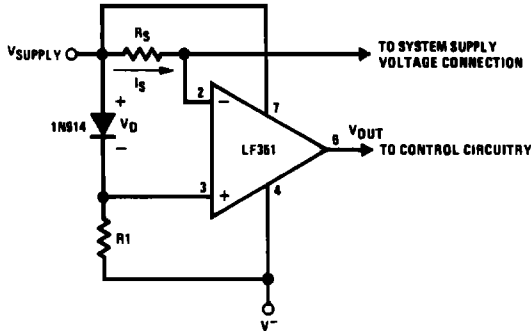 VSUPPLY
RS
IS
TO SYSTEM SUPPLY
VOLTAGE CONNECTION
2
−
7
1N914
+
VD
−
LF351
6
VOUT
TO CONTROL CIRCUITRY
3
+
4
R1
V−